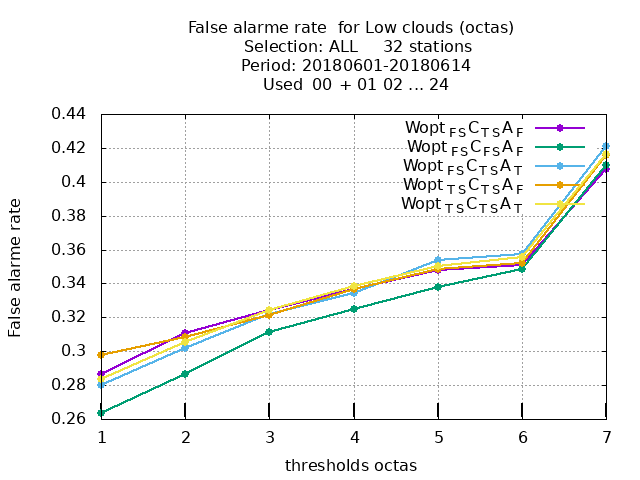 False alarme rate  for Low clouds (octas)
Selection: ALL     32 stations
Period: 20180601-20180614
Used  00 + 01 02 ... 24
0.44
0.42
0.4
0.38
0.36
0.34
0.32
0.3
0.28
0.26
False alarme rate
Wopt FS C TS A F
Wopt FS C FS A F
Wopt FS C TS A T
Wopt TS C TS A F
Wopt TS C TS A T
1 2 3 4 5 6 7
thresholds octas